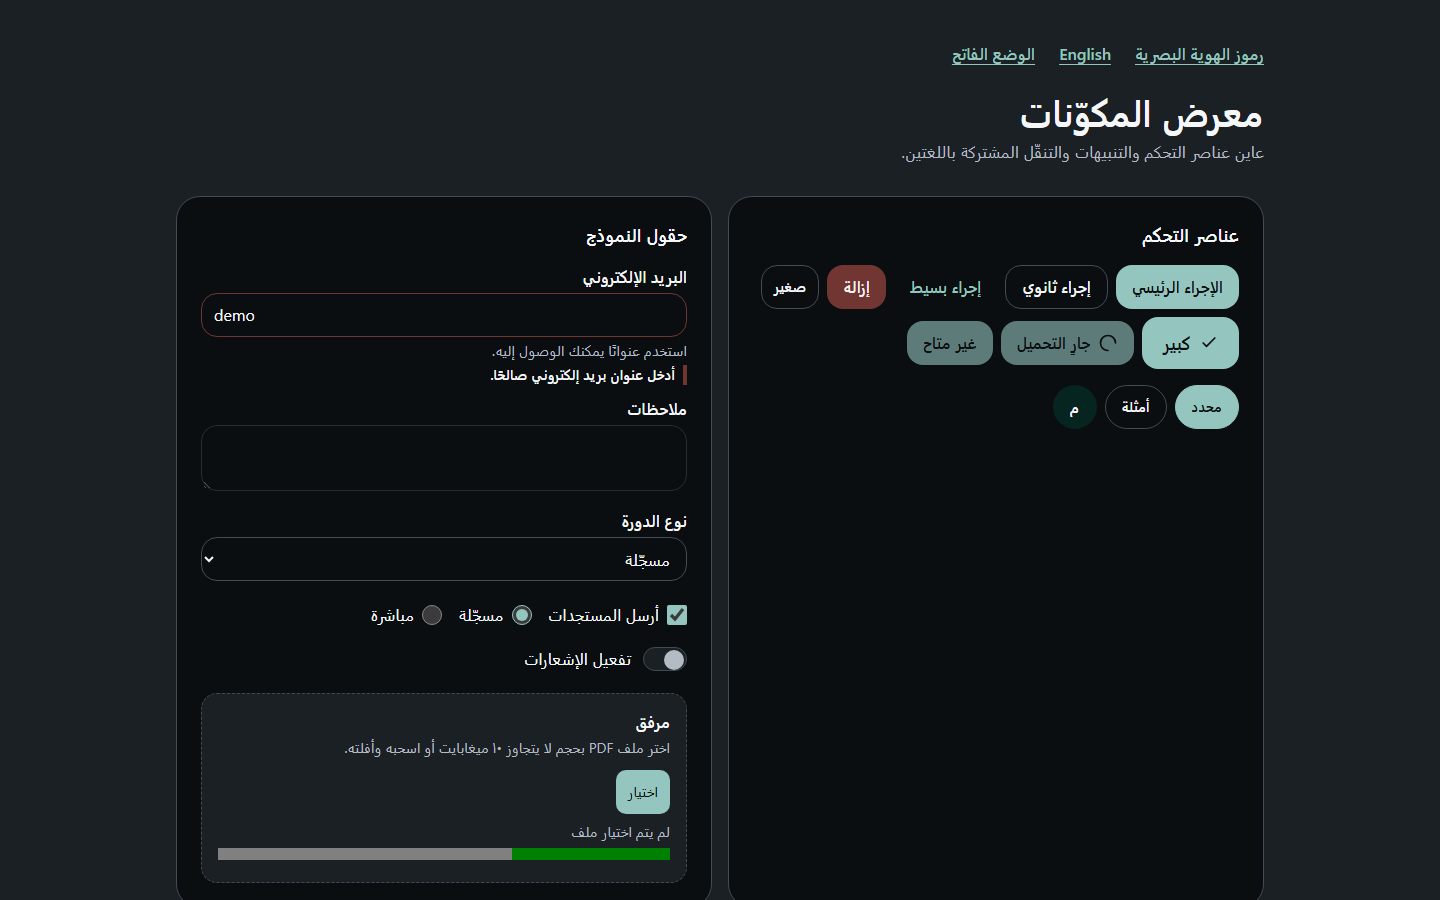 رموز الهوية البصرية English الوضع الفاتح
معرض المكوّنات
عاين عناصر التحكم والتنبيهات والتنقّل المشتركة باللغتين.
عناصر التحكم
الإجراء الرئيسي إجراء ثانوي إجراء بسيط إزالة صغير
كبير جارٍ التحميل غير متاح
محدد أمثلة م
حقول النموذج
البريد الإلكتروني
demo
استخدم عنوانًا يمكنك الوصول إليه.
أدخل عنوان بريد إلكتروني صالحًا.
ملاحظات
نوع الدورة
مسجّلة
أرسل المستجدات مسجّلة مباشرة
تفعيل الإشعارات
مرفق
اختر ملف PDF بحجم لا يتجاوز ١٠ ميغابايت أو اسحبه وأفلته.
اختيار
لم يتم اختيار ملف